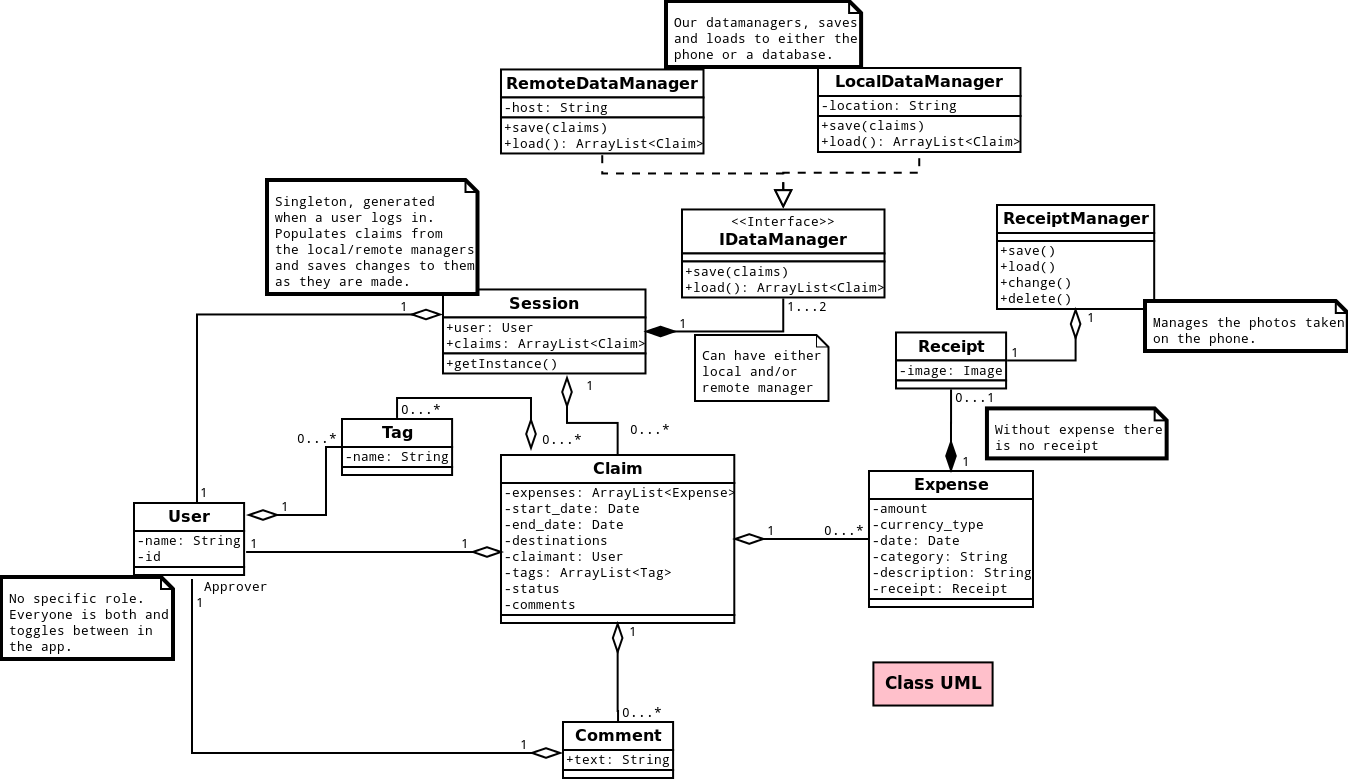 Our datamanagers, saves
and loads to either the
phone or a database.
RemoteDataManager
-host: String
+save(claims)
+load(): ArrayList<Claim>
LocalDataManager
-location: String
+save(claims)
+load(): ArrayList<Claim>
Singleton, generated
when a user logs in.
Populates claims from
the local/remote managers
and saves changes to them
as they are made.
<<Interface>>
IDataManager
+save(claims)
+load(): ArrayList<Claim>
1...2
ReceiptManager
+save()
+load()
+change()
+delete()
1
Manages the photos taken
on the phone.
1
Session
+user: User
+claims: ArrayList<Claim>
+getInstance()
1
1
Can have either
local and/or
remote manager
Receipt
-image: Image
1
0...1
Without expense there
is no receipt
1
0...*
0...*
0...*
0...*
Tag
-name: String
1
1
User
-name: String
-id
1
1
Approver
1
No specific role.
Everyone is both and
toggles between in
the app.
Claim
-expenses: ArrayList<Expense>
-start_date: Date
-end_date: Date
-destinations
-claimant: User
-tags: ArrayList<Tag>
-status
-comments
1
0...*
Expense
-amount
-currency_type
-date: Date
-category: String
-description: String
-receipt: Receipt
1
0...*
Class UML
1
Comment
+text: String